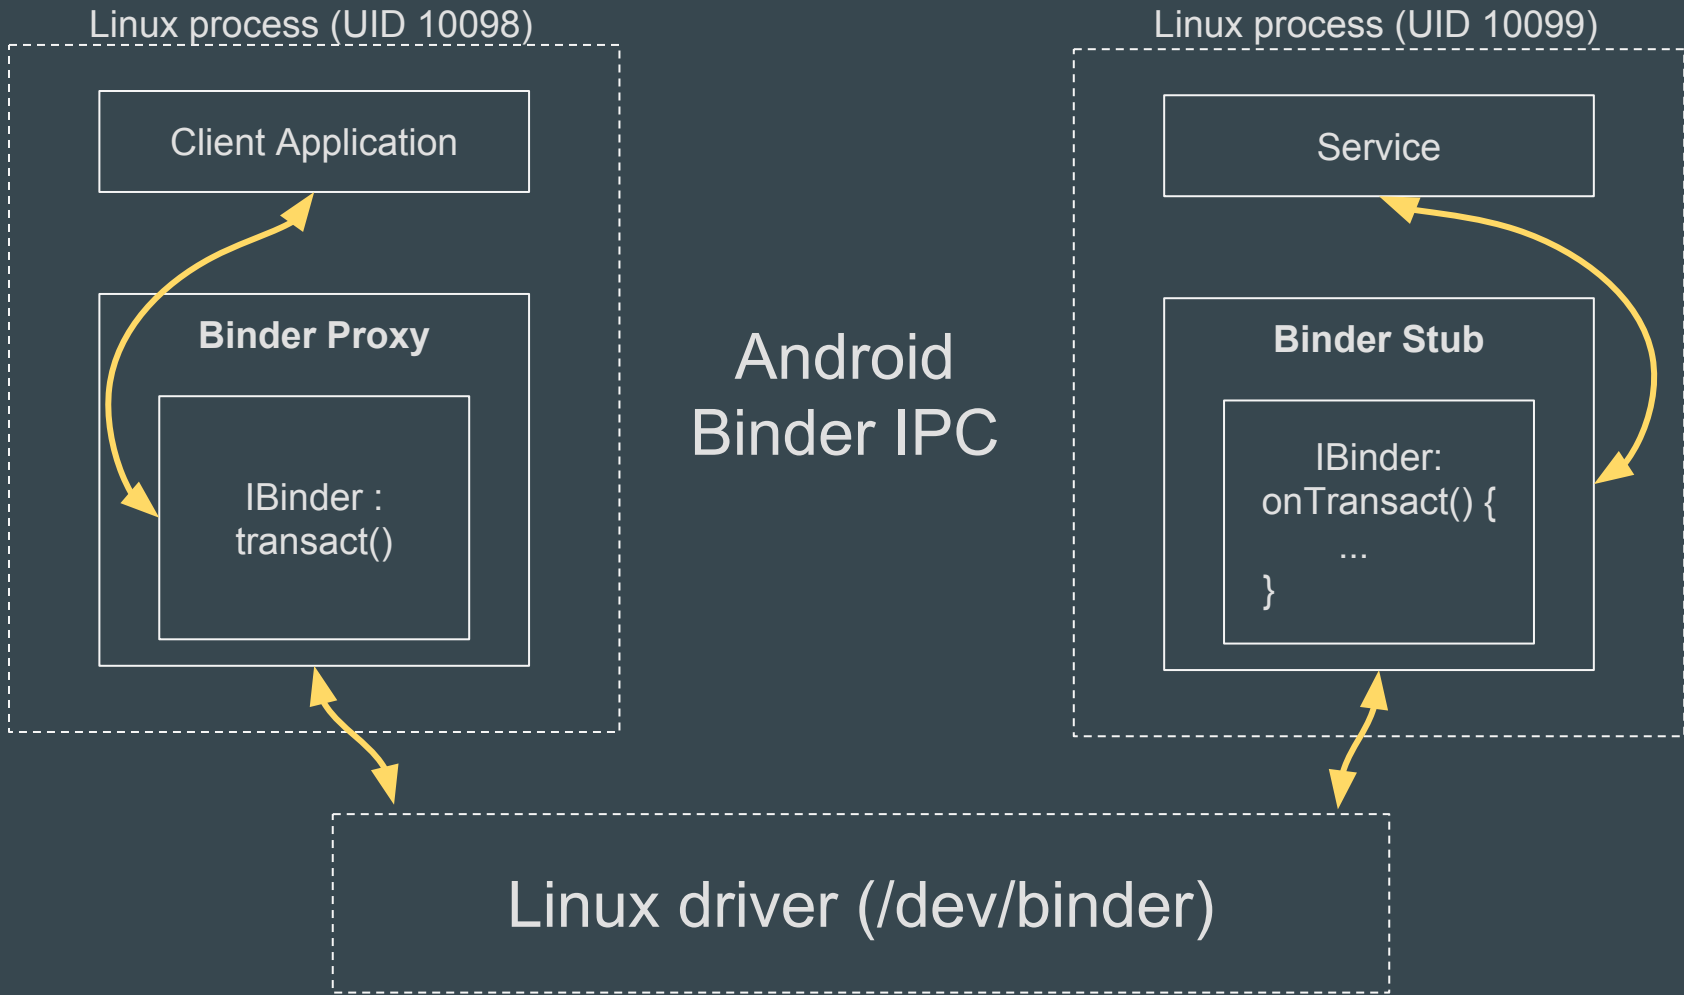 Linux process (UID 10098)
Client Application
Binder Proxy
IBinder :
transact()
Android
Binder IPC
Linux process (UID 10099)
Service
Binder Stub
IBinder:
onTransact() {
...
}
Linux driver (/dev/binder)